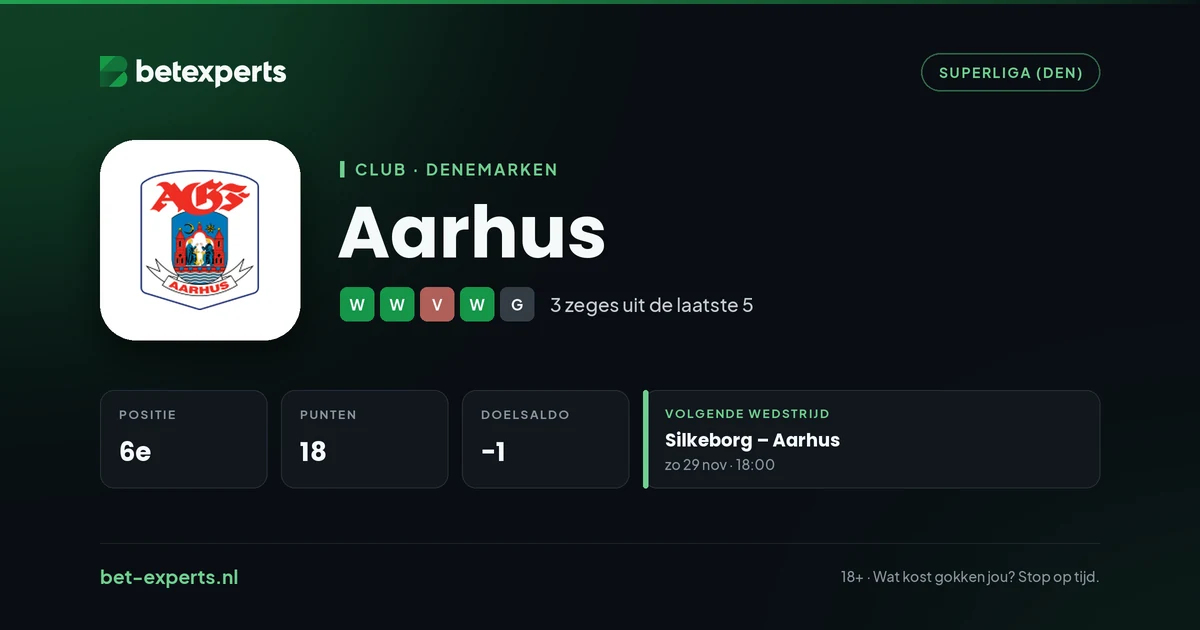 betexperts
SUPERLIGA (DEN)
AGF
AARHUS
CLUB · DENEMARKEN
Aarhus
W W V W G 3 zeges uit de laatste 5
POSITIE
6e
PUNTEN
18
DOELSALDO
−1
VOLGENDE WEDSTRIJD
Silkeborg – Aarhus
zo 29 nov · 18:00
bet-experts.nl
18+ · Wat kost gokken jou? Stop op tijd.